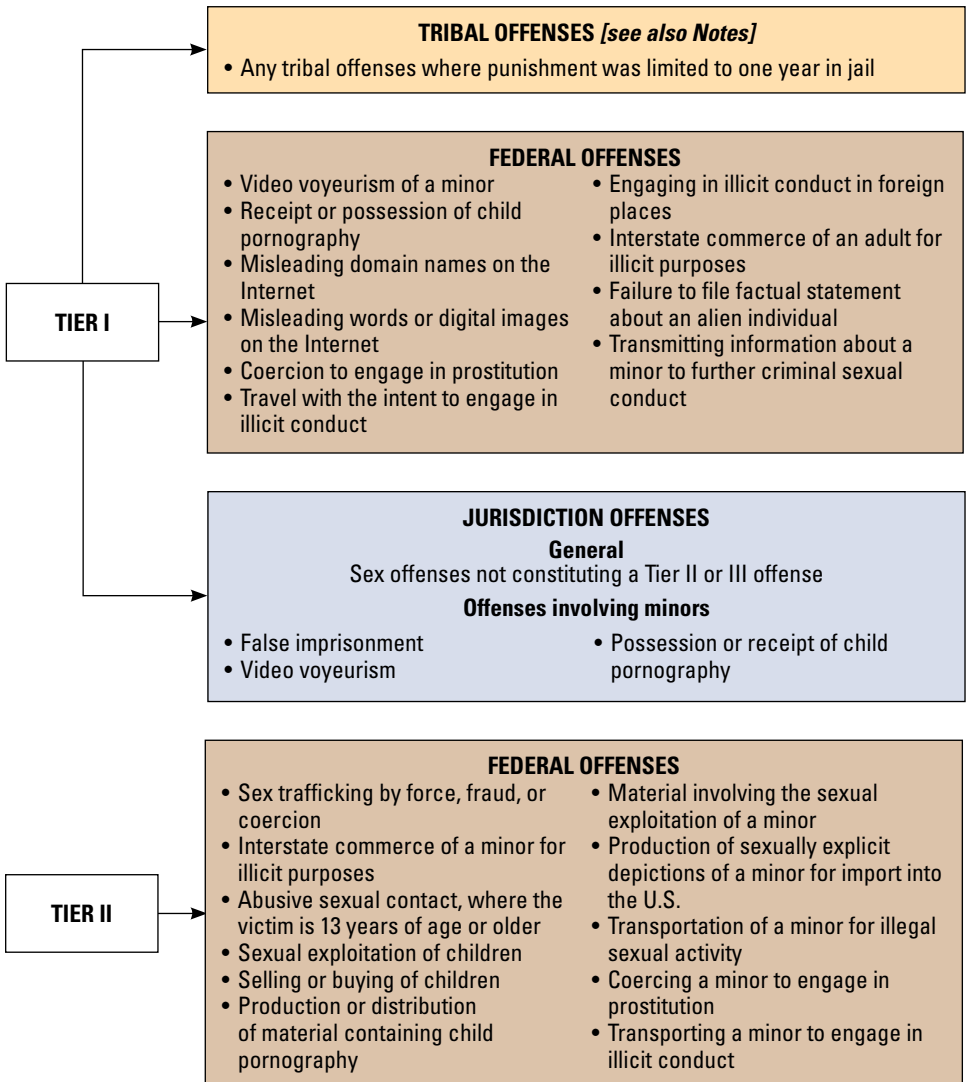 TRIBAL OFFENSES [see also Notes]
• Any tribal offenses where punishment was limited to one year in jail
TIER I
FEDERAL OFFENSES
• Video voyeurism of a minor
• Receipt or possession of child
pornography
• Misleading domain names on the
Internet
• Misleading words or digital images
on the Internet
• Coercion to engage in prostitution
• Travel with the intent to engage in
illicit conduct
• Engaging in illicit conduct in foreign
places
• Interstate commerce of an adult for
illicit purposes
• Failure to file factual statement
about an alien individual
• Transmitting information about a
minor to further criminal sexual
conduct
JURISDICTION OFFENSES
General
Sex offenses not constituting a Tier II or III offense
Offenses involving minors
• False imprisonment
• Video voyeurism
• Possession or receipt of child
pornography
TIER II
FEDERAL OFFENSES
• Sex trafficking by force, fraud, or
coercion
• Interstate commerce of a minor for
illicit purposes
• Abusive sexual contact, where the
victim is 13 years of age or older
• Sexual exploitation of children
• Selling or buying of children
• Production or distribution
of material containing child
pornography
• Material involving the sexual
exploitation of a minor
• Production of sexually explicit
depictions of a minor for import into
the U.S.
• Transportation of a minor for illegal
sexual activity
• Coercing a minor to engage in
prostitution
• Transporting a minor to engage in
illicit conduct